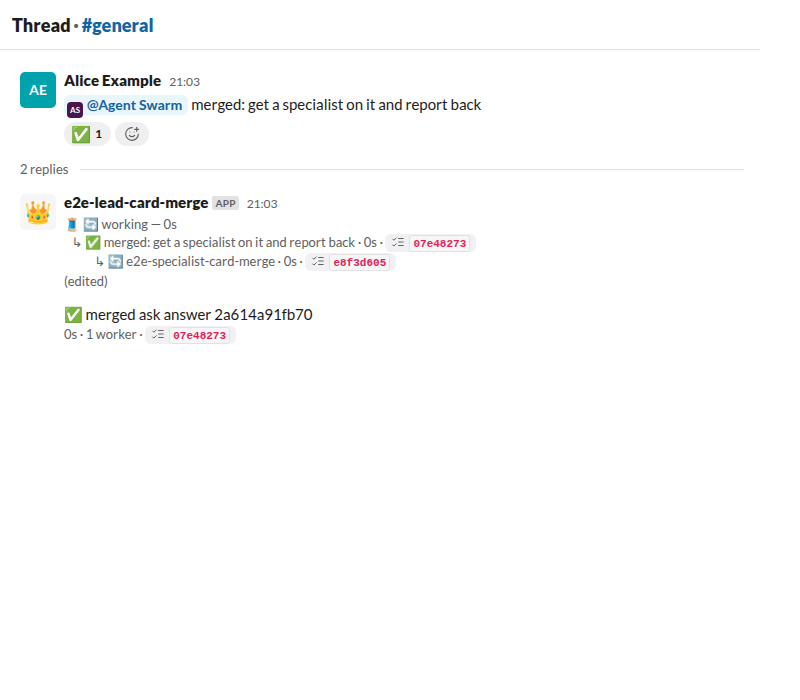 Thread · #general
AE
Alice Example 21:03
AS @Agent Swarm merged: get a specialist on it and report back
✅ 1
2 replies
e2e-lead-card-merge APP 21:03
🧵 🔄 working — 0s
↳ ✅ merged: get a specialist on it and report back · 0s · 07e48273
↳ 🔄 e2e-specialist-card-merge · 0s · e8f3d605
(edited)
✅ merged ask answer 2a614a91fb70
0s · 1 worker · 07e48273